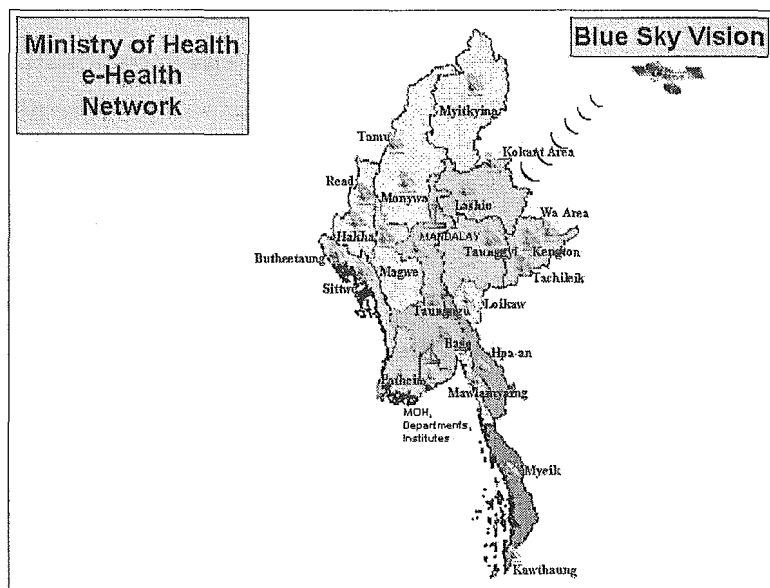 Ministry of Health
e-Health
Network
Blue Sky Vision
Myitkyina
Tamu
Kokant Area
Read
Monywa
Lashio
Wa Area
Hakha
MANDALAY
Taunggyi
Kengton
Butheetaung
Magwe
Tachileik
Sittwe
Loikaw
Taungngu
Bago
Hpa-an
Pathein
Mawlamyaing
MOH,
Departments,
Institutes
Myeik
Kawthaung